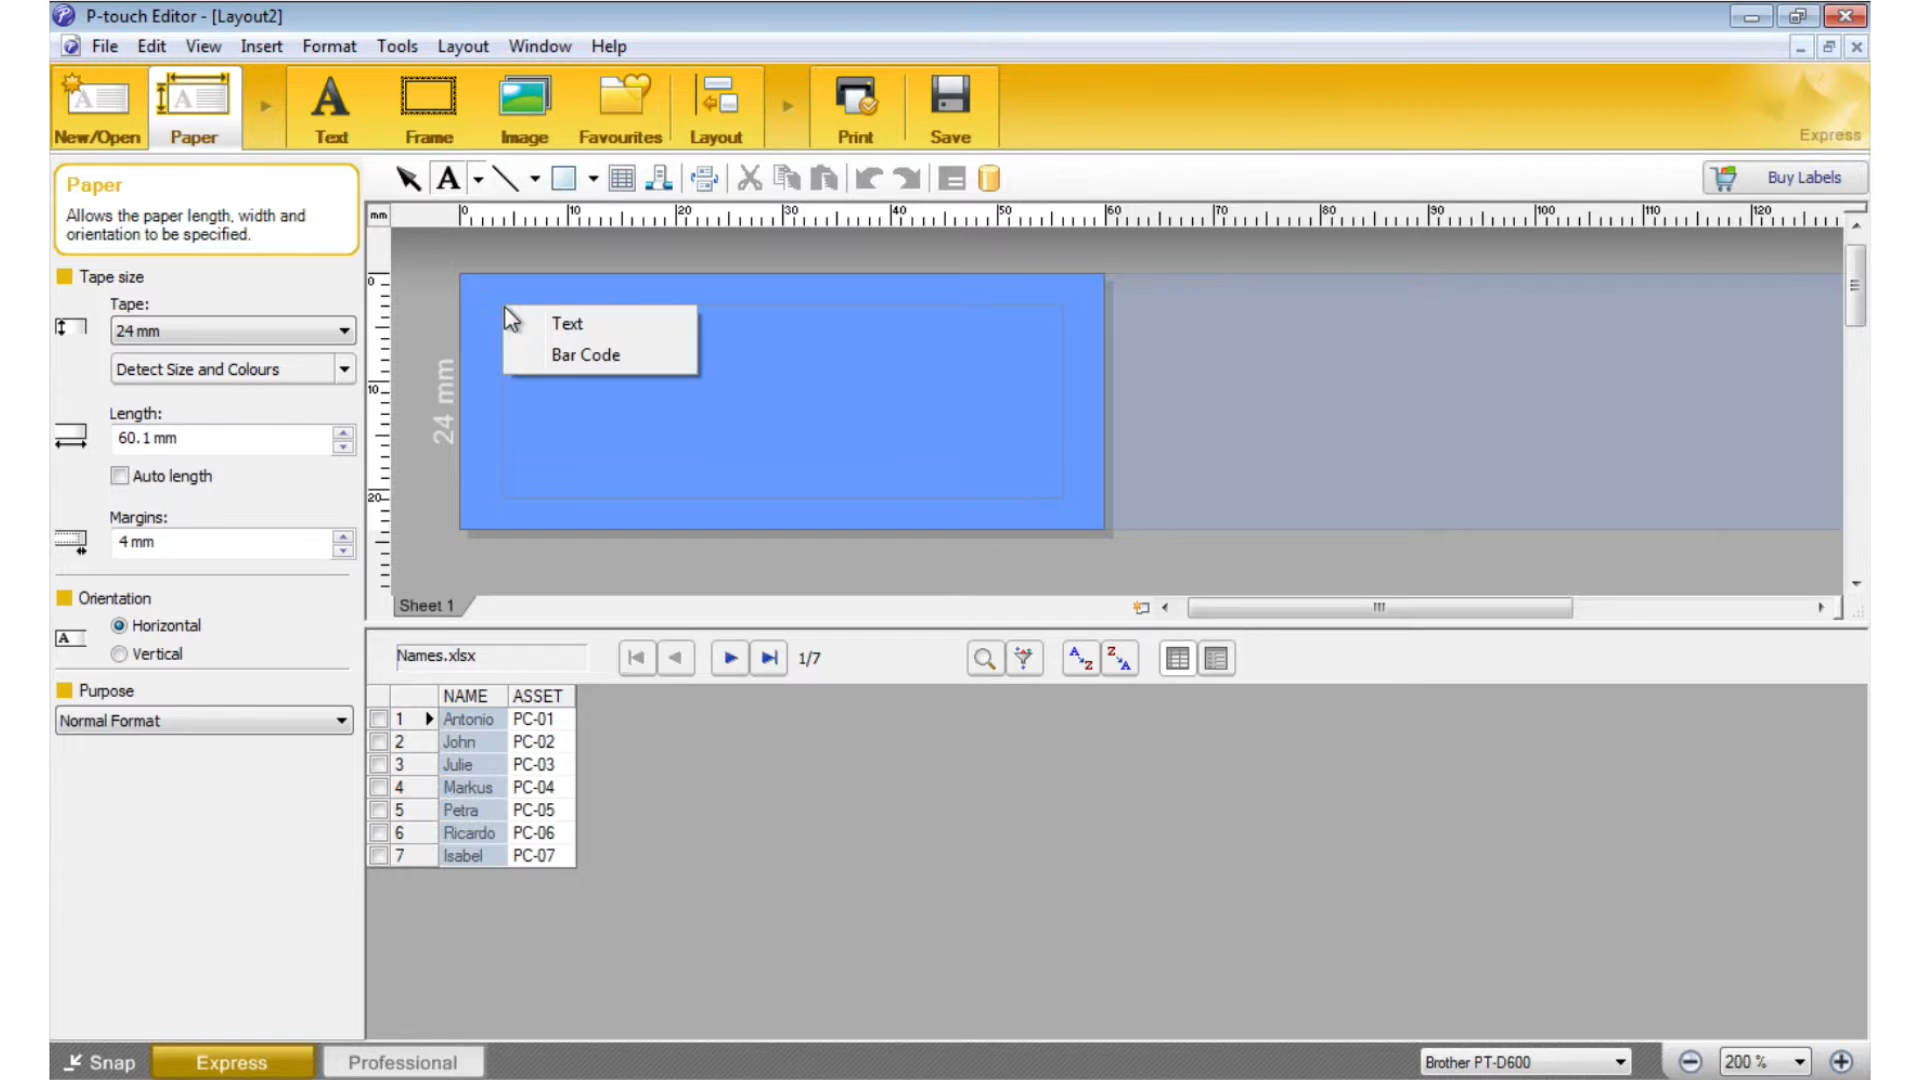 P-touch Editor - [Layout2]
File Edit View Insert Format Tools Layout Window Help
New/Open Paper Text Frame Image Favourites Layout Print Save Express
Paper
Allows the paper length, width and
orientation to be specified.
A Buy Labels
mm 0 10 20 30 40 50 60 70 80 90 100 110 120
Tape size
Tape:
24 mm
Detect Size and Colours
Length:
60.1 mm
Auto length
Margins:
4 mm
Orientation
A Horizontal
Vertical
Purpose
Normal Format
0
10
20
24 mm
Text
Bar Code
Sheet 1
Names.xlsx 1/7 A Z Z A
NAME ASSET
1 Antonio PC-01
2 John PC-02
3 Julie PC-03
4 Markus PC-04
5 Petra PC-05
6 Ricardo PC-06
7 Isabel PC-07
Snap Express Professional Brother PT-D600 200 %